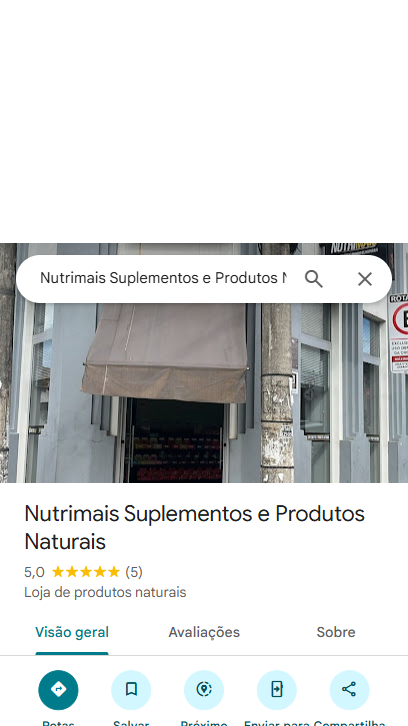 Nutrimais Suplementos e Produtos
Nutrimais Suplementos e Produtos
Naturais
5,0 ★★★★★ (5)
Loja de produtos naturais
Visão geral
Avaliações
Sobre
Rotas
Salvar
Próximo
Enviar para
Compartilha